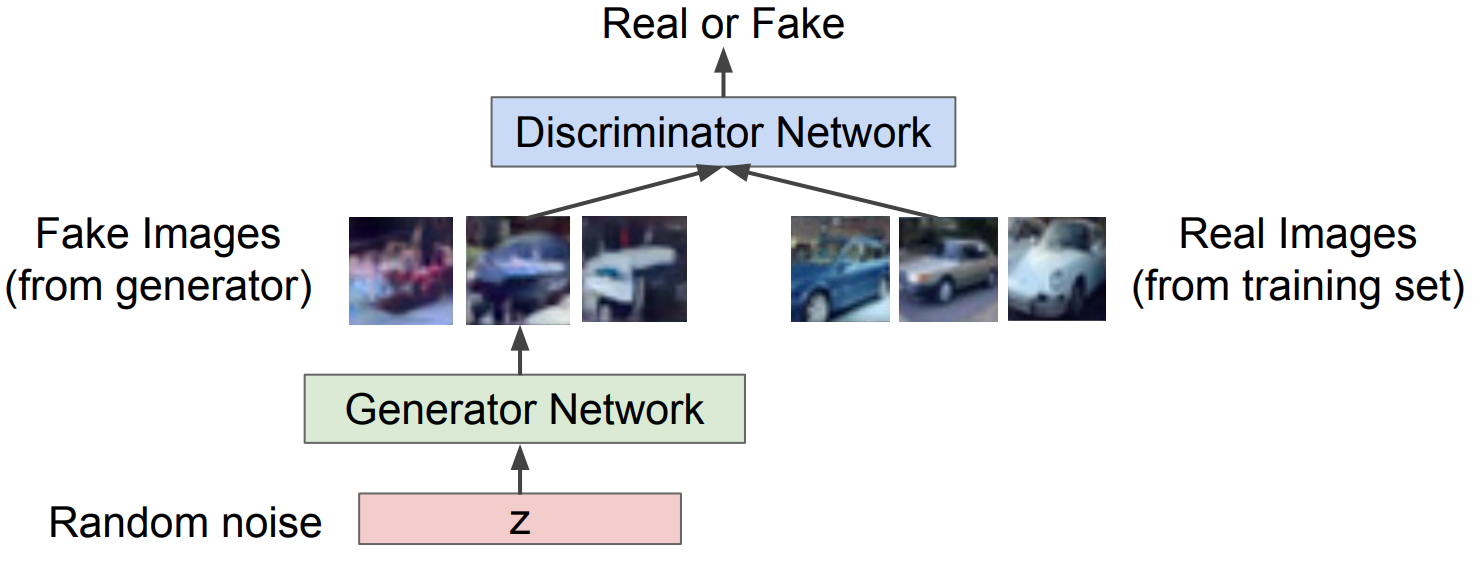 Real or Fake
Discriminator Network
Fake Images
(from generator)
Real Images
(from training set)
Generator Network
Random noise
z